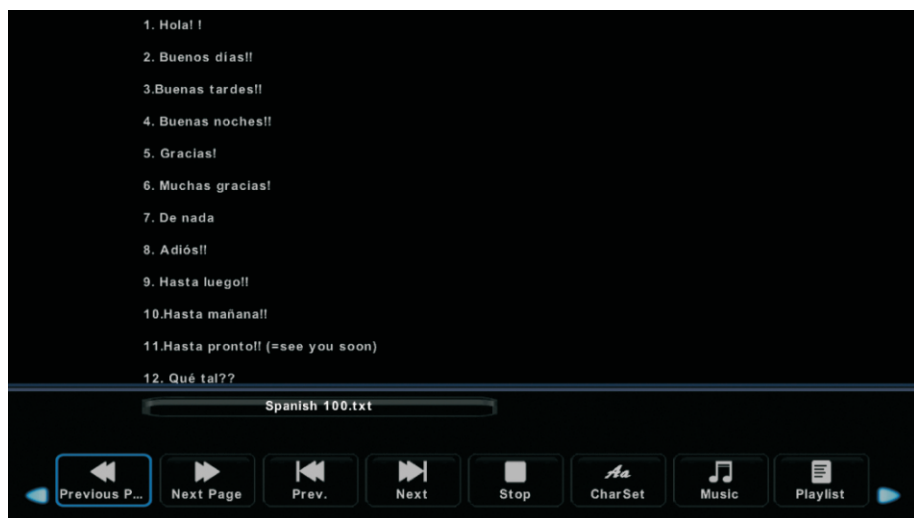 1. Hola! !
2. Buenos días!!
3.Buenas tardes!!
4. Buenas noches!!
5. Gracias!
6. Muchas gracias!
7. De nada
8. Adiós!!
9. Hasta luego!!
10.Hasta mañana!!
11.Hasta pronto!! (=see you soon)
12. Qué tal??
Spanish 100.txt
Aa
Previous P... Next Page Prev. Next Stop CharSet Music Playlist